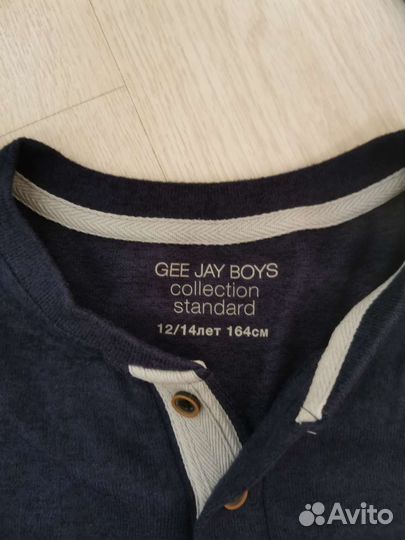 GEE JAY BOYS
collection
standard
12/14лет 164см
Avito